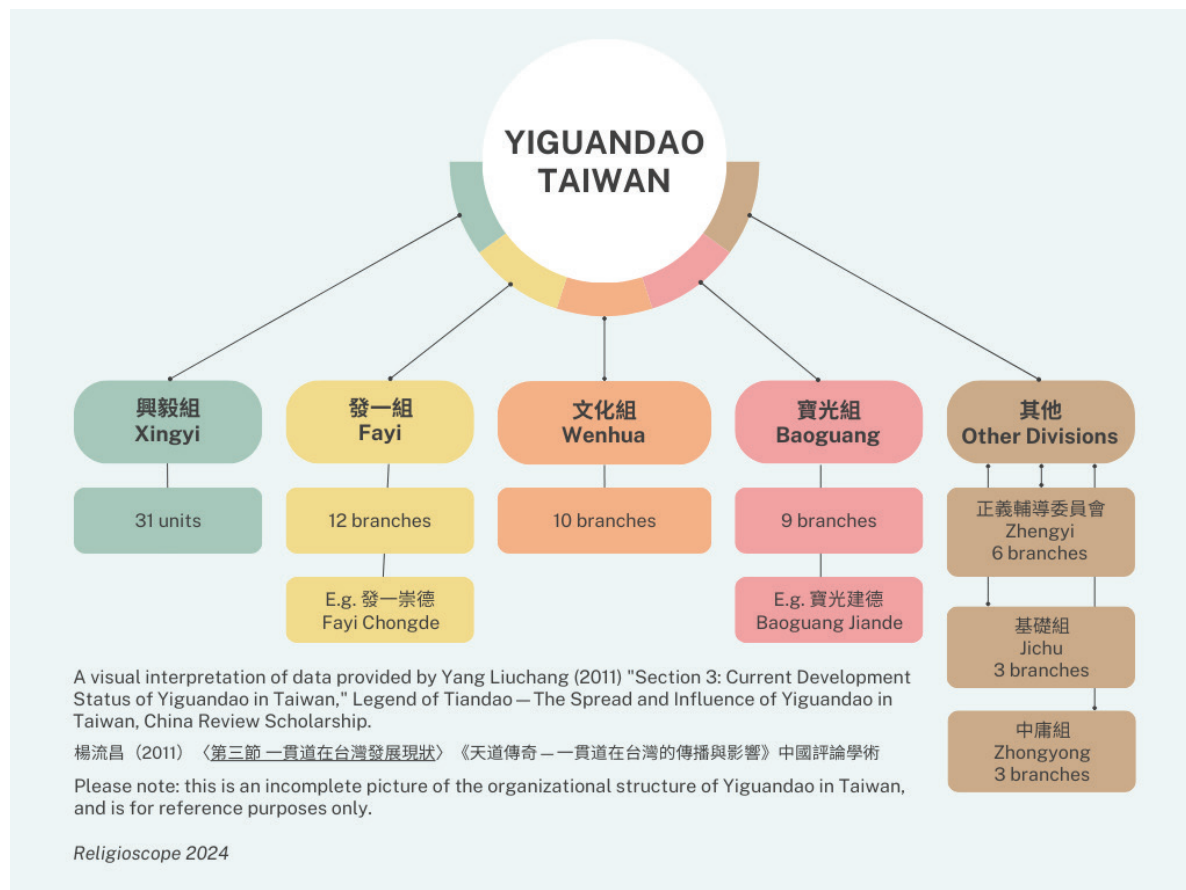 YIGUANDAO
TAIWAN
興毅組
Xingyi
31 units
發一組
Fayi
12 branches
E.g. 發一崇德
Fayi Chongde
文化組
Wenhua
10 branches
寶光組
Baoguang
9 branches
E.g. 寶光建德
Baoguang Jiande
其他
Other Divisions
正義輔導委員會
Zhengyi
6 branches
基礎組
Jichu
3 branches
中庸組
Zhongyong
3 branches
A visual interpretation of data provided by Yang Liuchang (2011) "Section 3: Current Development
Status of Yiguandao in Taiwan," Legend of Tiandao — The Spread and Influence of Yiguandao in
Taiwan, China Review Scholarship.
楊流昌（2011）〈第三節 一貫道在台灣發展現狀〉《天道傳奇 — 一貫道在台灣的傳播與影響》中國評論學術
Please note: this is an incomplete picture of the organizational structure of Yiguandao in Taiwan,
and is for reference purposes only.
Religioscope 2024